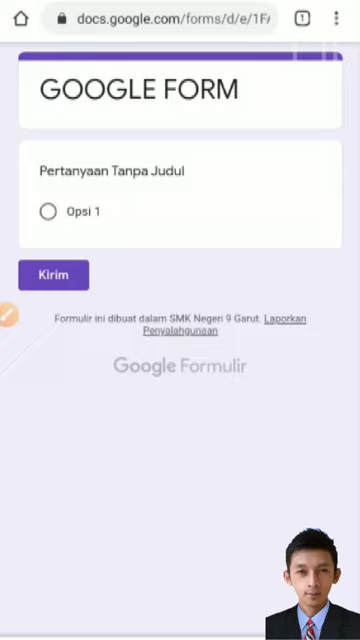 docs.google.com/forms/d/e/1FA
1
GOOGLE FORM
Pertanyaan Tanpa Judul
Opsi 1
Kirim
Formulir ini dibuat dalam SMK Negeri 9 Garut. Laporkan
Penyalahgunaan
Google Formulir